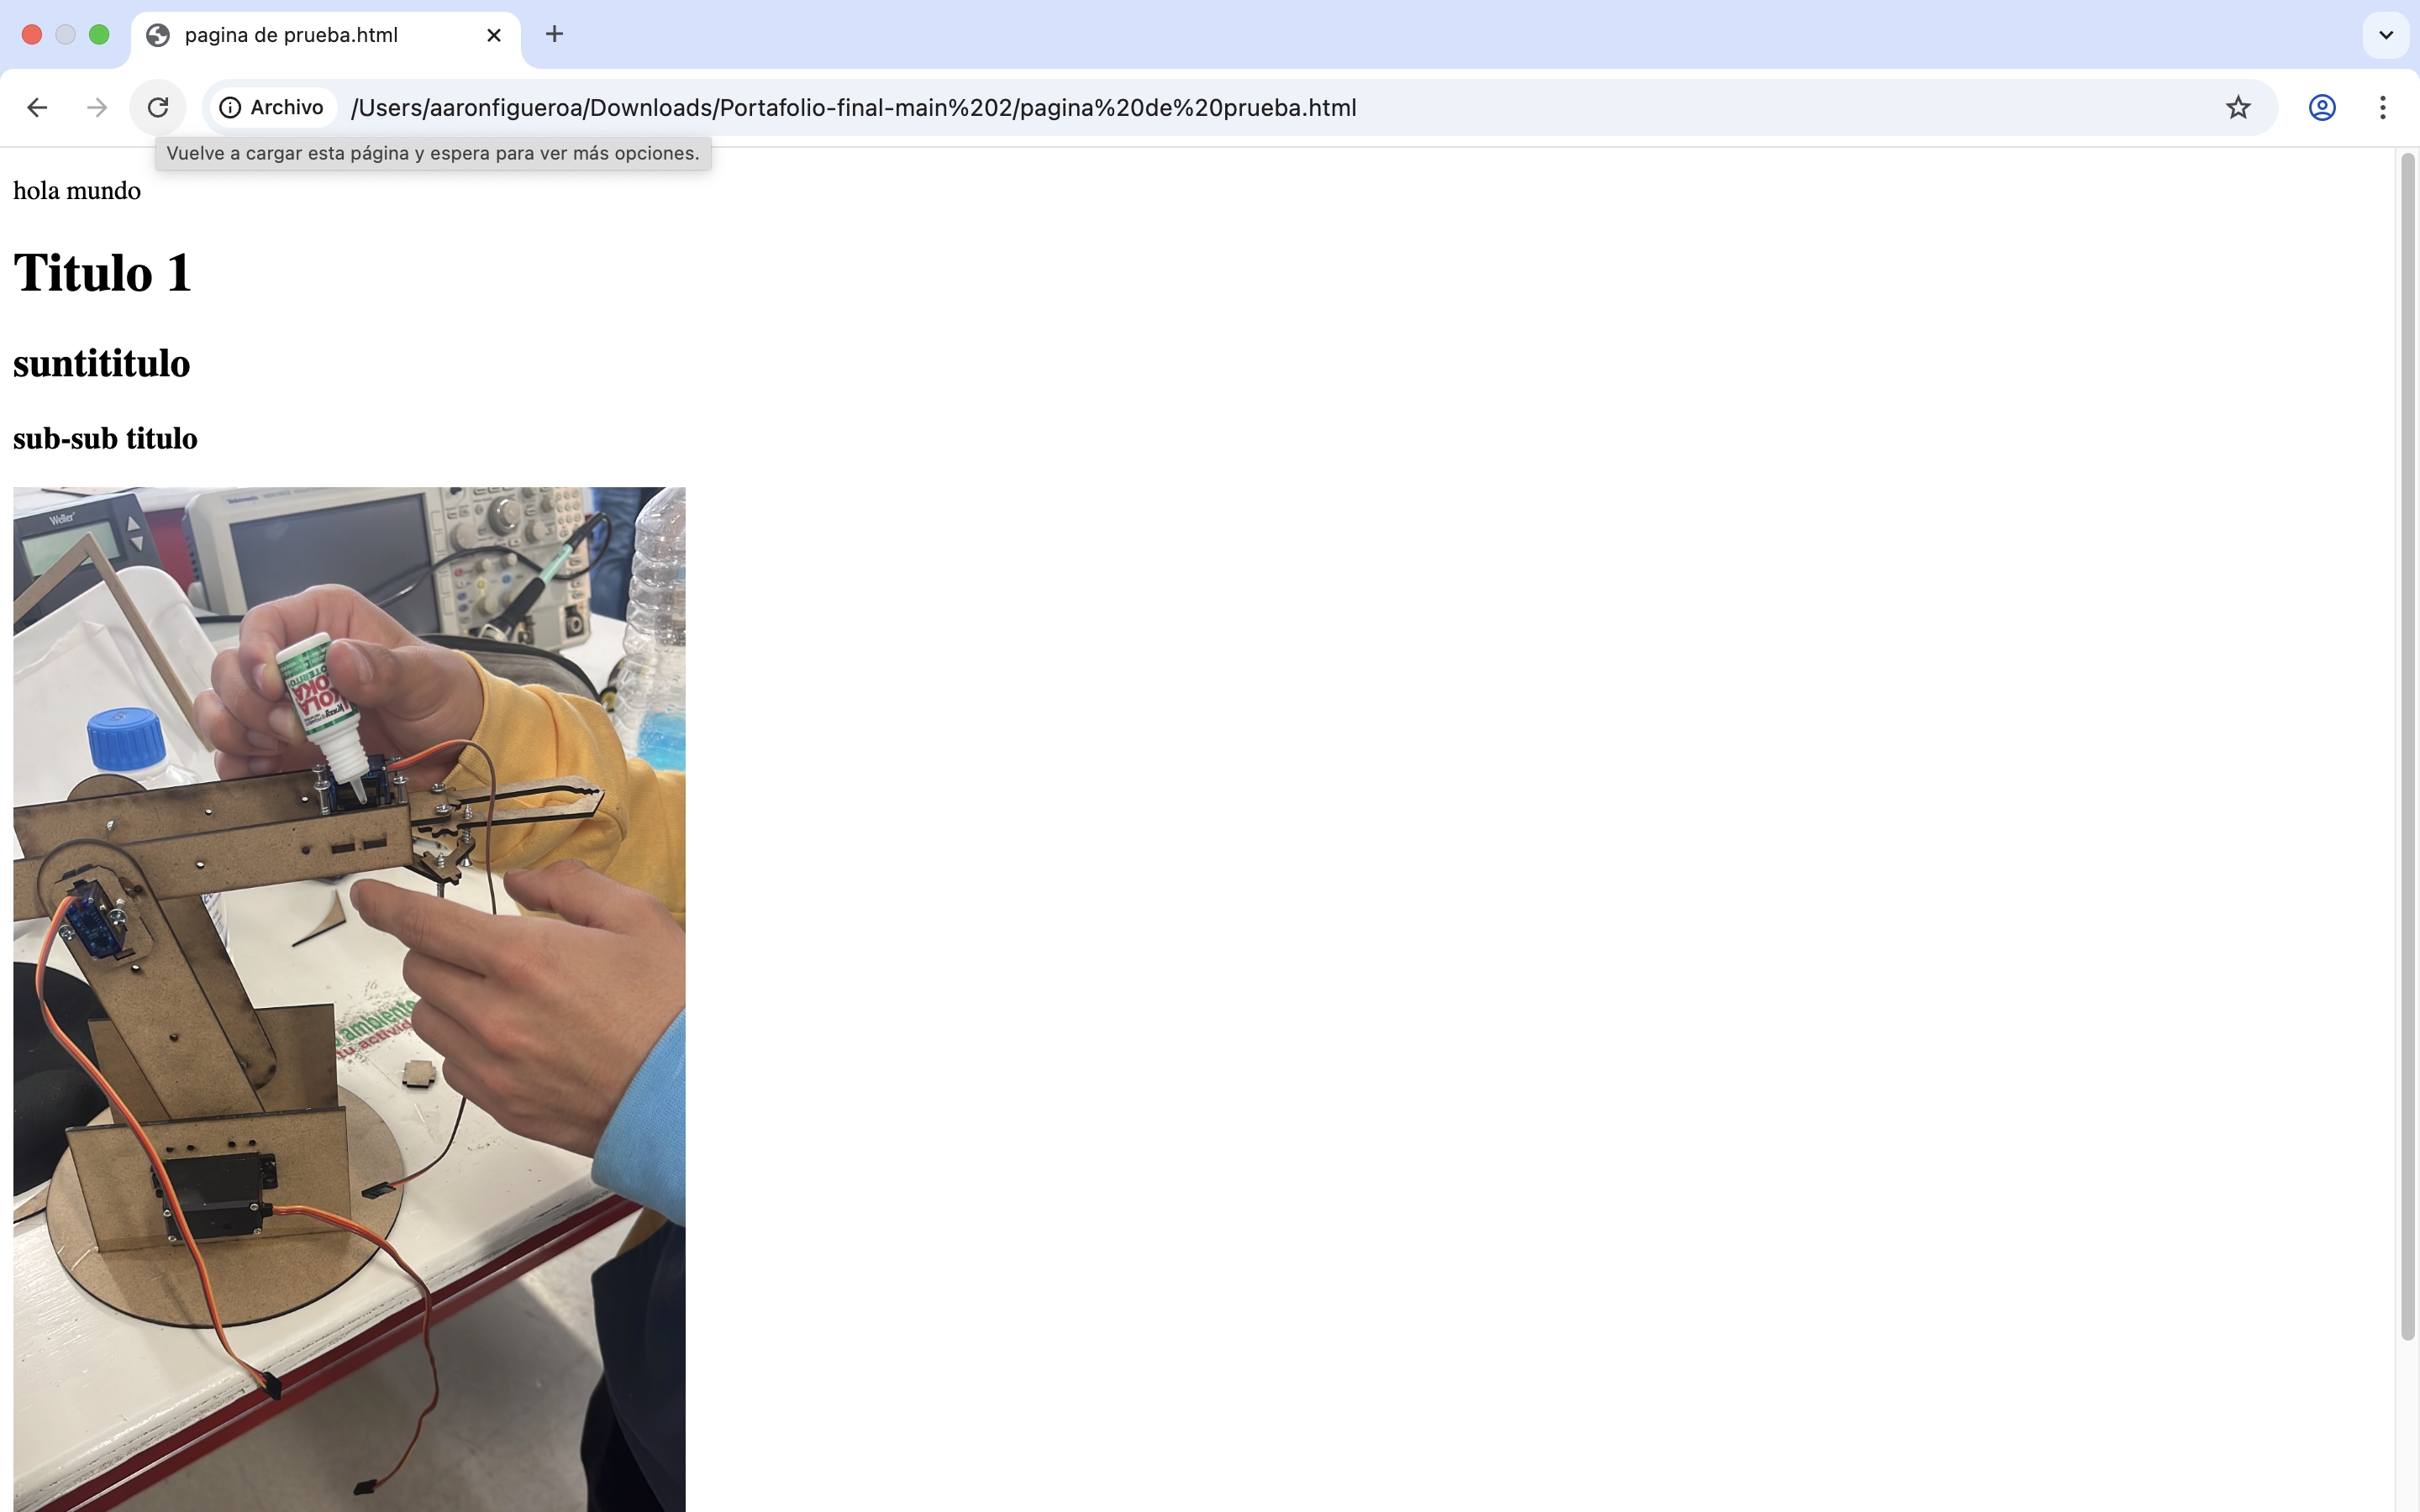 pagina de prueba.html
Archivo
/Users/aaronfigueroa/Downloads/Portafolio-final-main%202/pagina%20de%20prueba.html
Vuelve a cargar esta página y espera para ver más opciones.
hola mundo
Titulo 1
suntititulo
sub-sub titulo
Weller
KOLA
LOKA
ambiente
tu activid